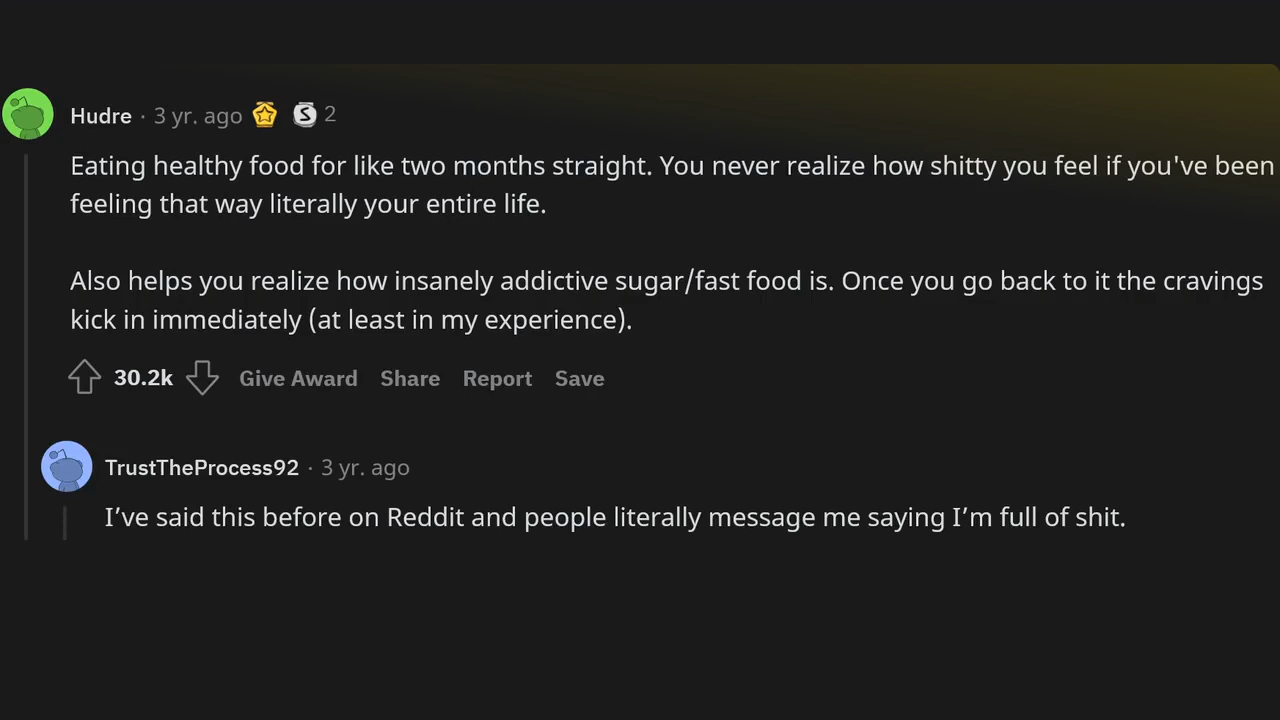 Hudre · 3 yr. ago 2
Eating healthy food for like two months straight. You never realize how shitty you feel if you've been
feeling that way literally your entire life.
Also helps you realize how insanely addictive sugar/fast food is. Once you go back to it the cravings
kick in immediately (at least in my experience).
30.2k Give Award Share Report Save
TrustTheProcess92 · 3 yr. ago
I’ve said this before on Reddit and people literally message me saying I’m full of shit.